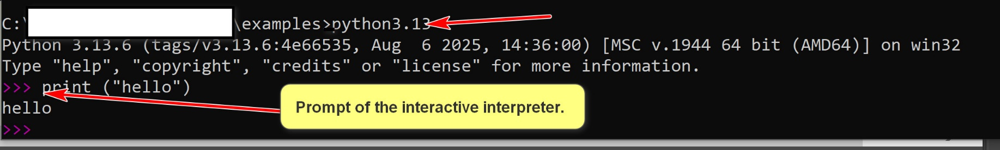 C:\ \examples>python3.13
Python 3.13.6 (tags/v3.13.6:4e66535, Aug  6 2025, 14:36:00) [MSC v.1944 64 bit (AMD64)] on win32
Type "help", "copyright", "credits" or "license" for more information.
>>> print ("hello")
Prompt of the interactive interpreter.
hello
>>>